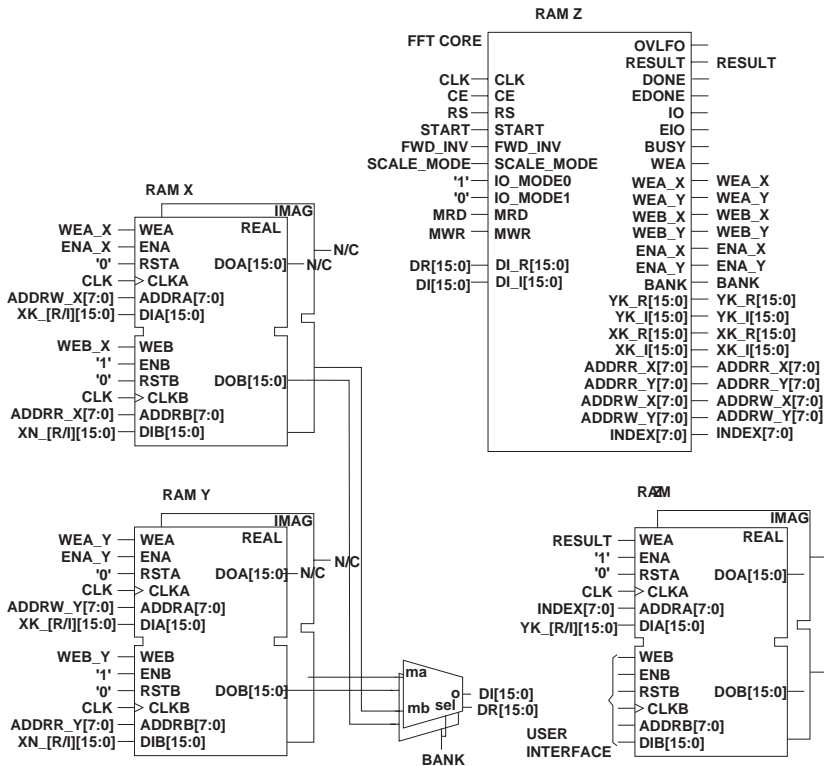 RAM Z
FFT CORE
OVLFO
RESULT RESULT
CLK CLK DONE
CE CE EDONE
RS RS IO
START START EIO
FWD_INV FWD_INV BUSY
SCALE_MODE SCALE_MODE WEA
'1' IO_MODE0 WEA_X WEA_X
'0' IO_MODE1 WEA_Y WEA_Y
MRD MRD WEB_X WEB_X
MWR MWR WEB_Y WEB_Y
ENA_X ENA_X
DR[15:0] DI_R[15:0] ENA_Y ENA_Y
DI[15:0] DI_I[15:0] BANK BANK
YK_R[15:0] YK_R[15:0]
YK_I[15:0] YK_I[15:0]
XK_R[15:0] XK_R[15:0]
XK_I[15:0] XK_I[15:0]
ADDRR_X[7:0] ADDRR_X[7:0]
ADDRR_Y[7:0] ADDRR_Y[7:0]
ADDRW_X[7:0] ADDRW_X[7:0]
ADDRW_Y[7:0] ADDRW_Y[7:0]
INDEX[7:0] INDEX[7:0]
RAM X
IMAG
WEA_X WEA REAL
ENA_X ENA N/C
'0' RSTA DOA[15:0] N/C
CLK CLKA
ADDRW_X[7:0] ADDRA[7:0]
XK_[R/I][15:0] DIA[15:0]
WEB_X WEB
'1' ENB
'0' RSTB DOB[15:0]
CLK CLKB
ADDRR_X[7:0] ADDRB[7:0]
XN_[R/I][15:0] DIB[15:0]
RAM Y
IMAG
WEA_Y WEA REAL
ENA_Y ENA N/C
'0' RSTA DOA[15:0] N/C
CLK CLKA
ADDRW_Y[7:0] ADDRA[7:0]
XK_[R/I][15:0] DIA[15:0]
WEB_Y WEB
'1' ENB
'0' RSTB DOB[15:0]
CLK CLKB
ADDRR_Y[7:0] ADDRB[7:0]
XN_[R/I][15:0] DIB[15:0]
ma
mb
o
sel
DI[15:0]
DR[15:0]
BANK
RAM Z
IMAG
RESULT WEA REAL
'1' ENA
'0' RSTA DOA[15:0]
CLK CLKA
INDEX[7:0] ADDRA[7:0]
YK_[R/I][15:0] DIA[15:0]
WEB
ENB
RSTB DOB[15:0]
CLKB
ADDRB[7:0]
DIB[15:0]
USER
INTERFACE